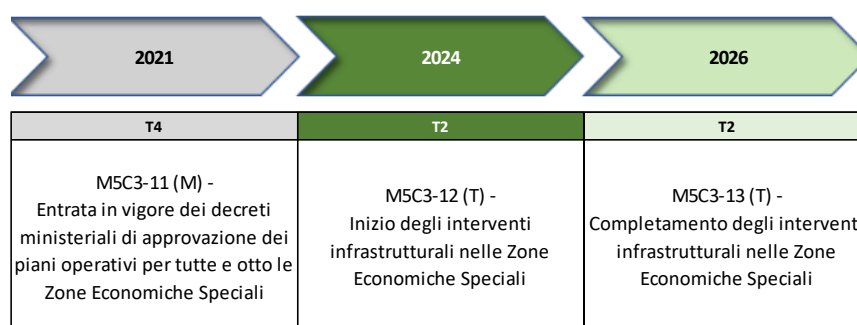 2021
2024
2026
T4
T2
T2
M5C3-11 (M) -
Entrata in vigore dei decreti
ministeriali di approvazione dei
piani operativi per tutte e otto le
Zone Economiche Speciali
M5C3-12 (T) -
Inizio degli interventi
infrastrutturali nelle Zone
Economiche Speciali
M5C3-13 (T) -
Completamento degli intervent
infrastrutturali nelle Zone
Economiche Speciali